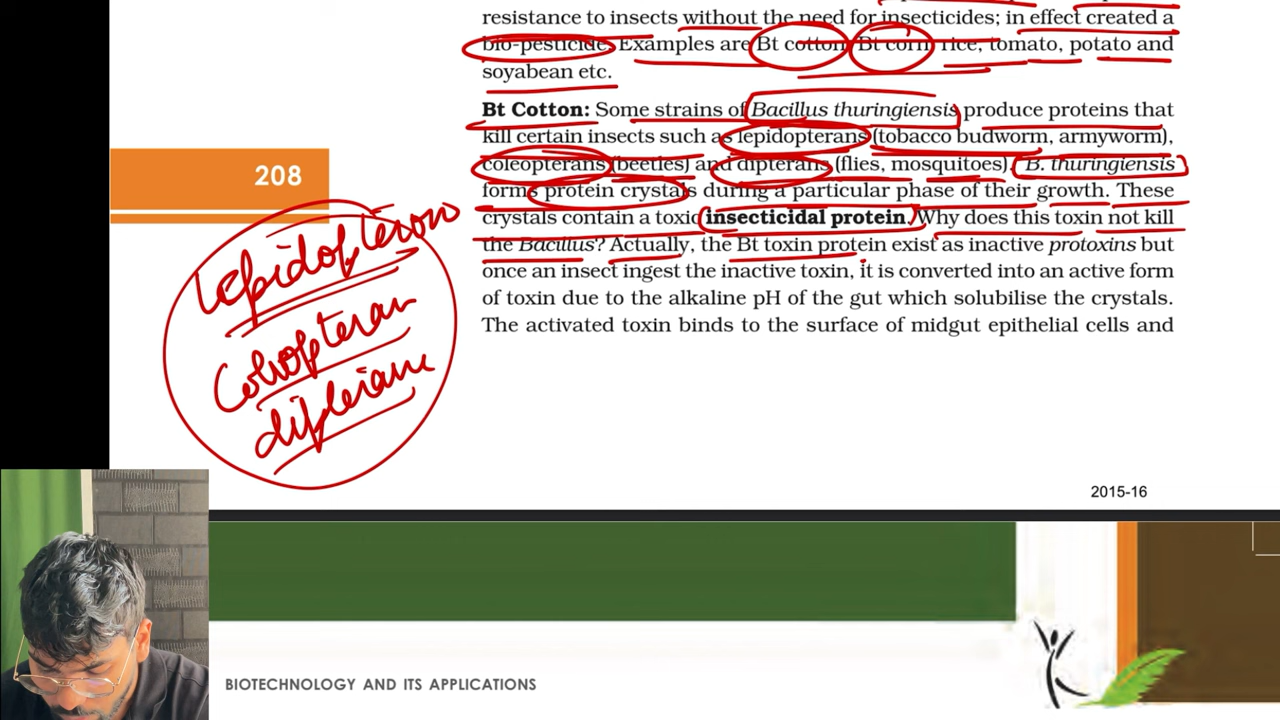 resistance to insects without the need for insecticides; in effect created a
bio-pesticide. Examples are Bt cotton, Bt corn, rice, tomato, potato and
soyabean etc.
Bt Cotton: Some strains of Bacillus thuringiensis produce proteins that
kill certain insects such as lepidopterans (tobacco budworm, armyworm),
coleopterans (beetles) and dipterans (flies, mosquitoes). B. thuringiensis
forms protein crystals during a particular phase of their growth. These
crystals contain a toxic insecticidal protein. Why does this toxin not kill
the Bacillus? Actually, the Bt toxin protein exist as inactive protoxins but
once an insect ingest the inactive toxin, it is converted into an active form
of toxin due to the alkaline pH of the gut which solubilise the crystals.
The activated toxin binds to the surface of midgut epithelial cells and
208
Lepidopteron
Coleopteran
dipterans
2015-16
BIOTECHNOLOGY AND ITS APPLICATIONS